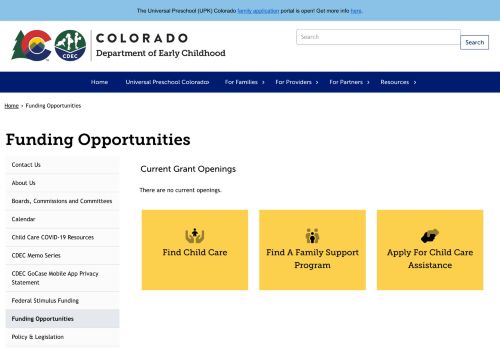 The Universal Preschool (UPK) Colorado family application portal is open! Get more info here.
COLORADO
Department of Early Childhood
CDEC
Search
Search
Home
Universal Preschool Colorado
For Families
For Providers
For Partners
Resources
Home › Funding Opportunities
Funding Opportunities
Contact Us
About Us
Boards, Commissions and Committees
Calendar
Child Care COVID-19 Resources
CDEC Memo Series
CDEC GoCase Mobile App Privacy
Statement
Federal Stimulus Funding
Funding Opportunities
Policy & Legislation
Current Grant Openings
There are no current openings.
Find Child Care
Find A Family Support
Program
Apply For Child Care
Assistance